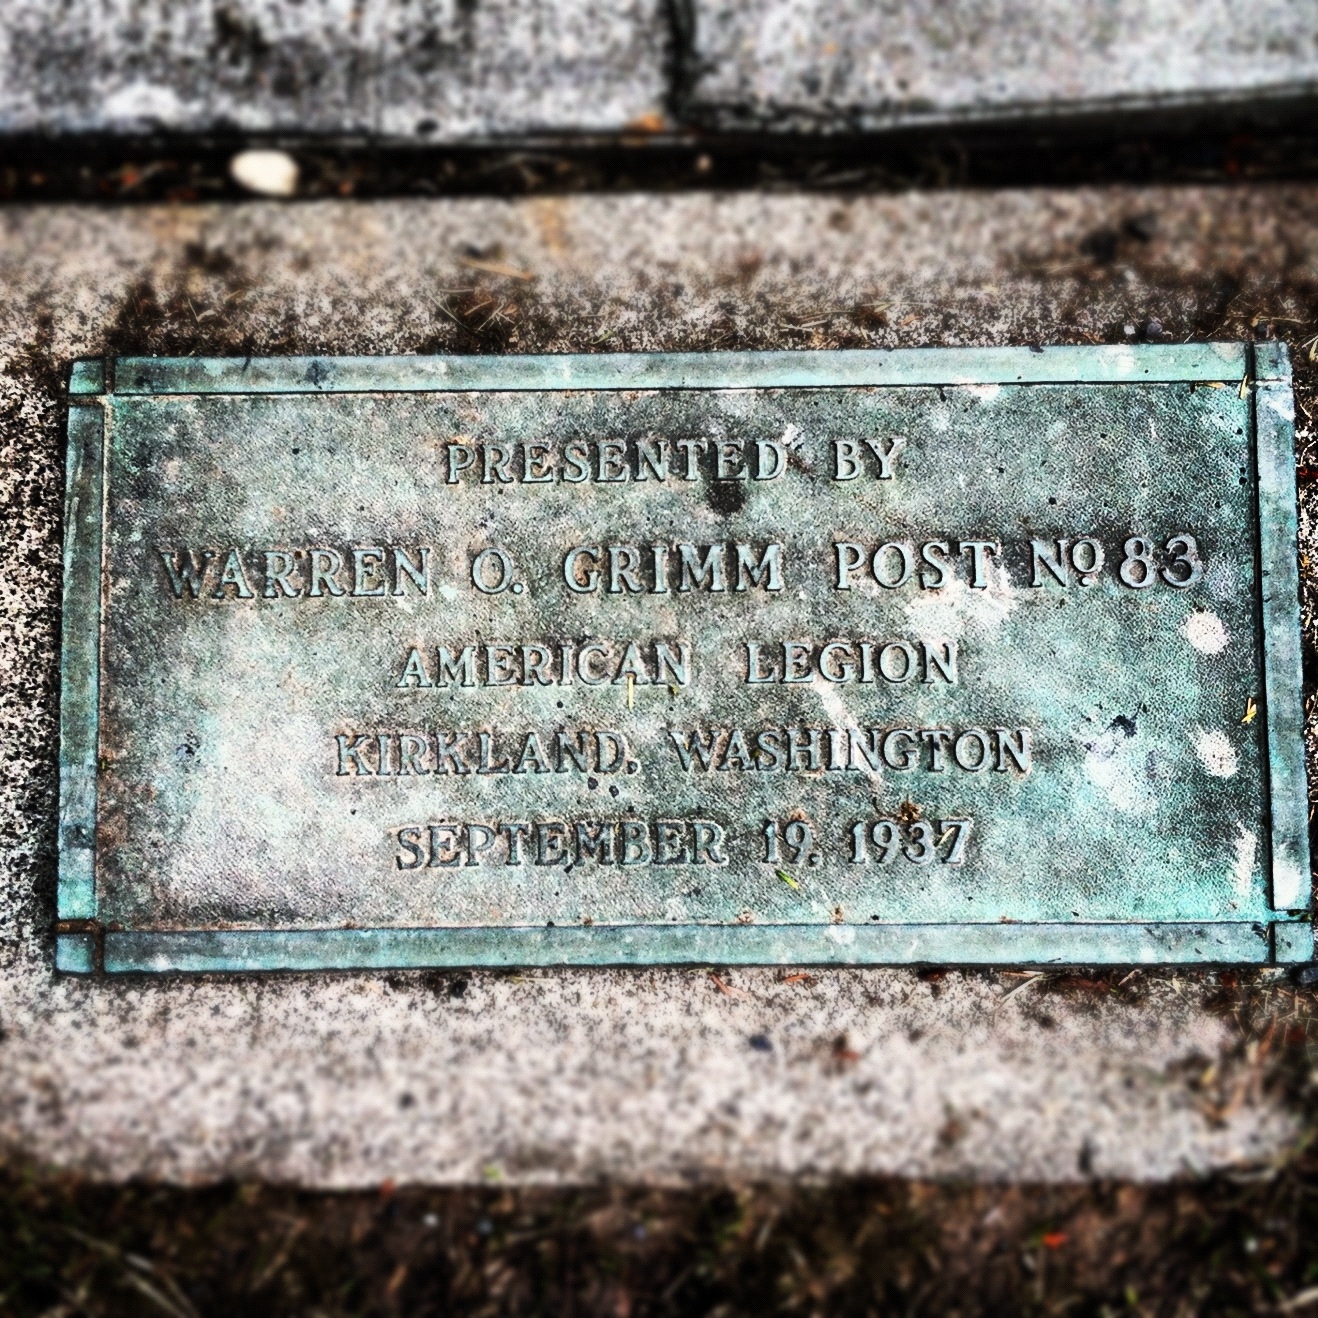 PRESENTED BY
WARREN O. GRIMM POST Nº 83
AMERICAN LEGION
KIRKLAND, WASHINGTON
SEPTEMBER 19, 1937